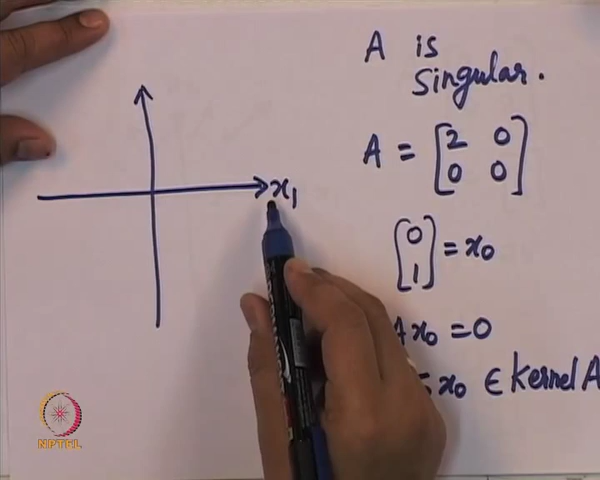 A is
Singular.
A = [2 0
0 0]
x₁
[0
1] = x₀
Ax₀ = 0
x₀ ∈ Kernel A
NPTEL